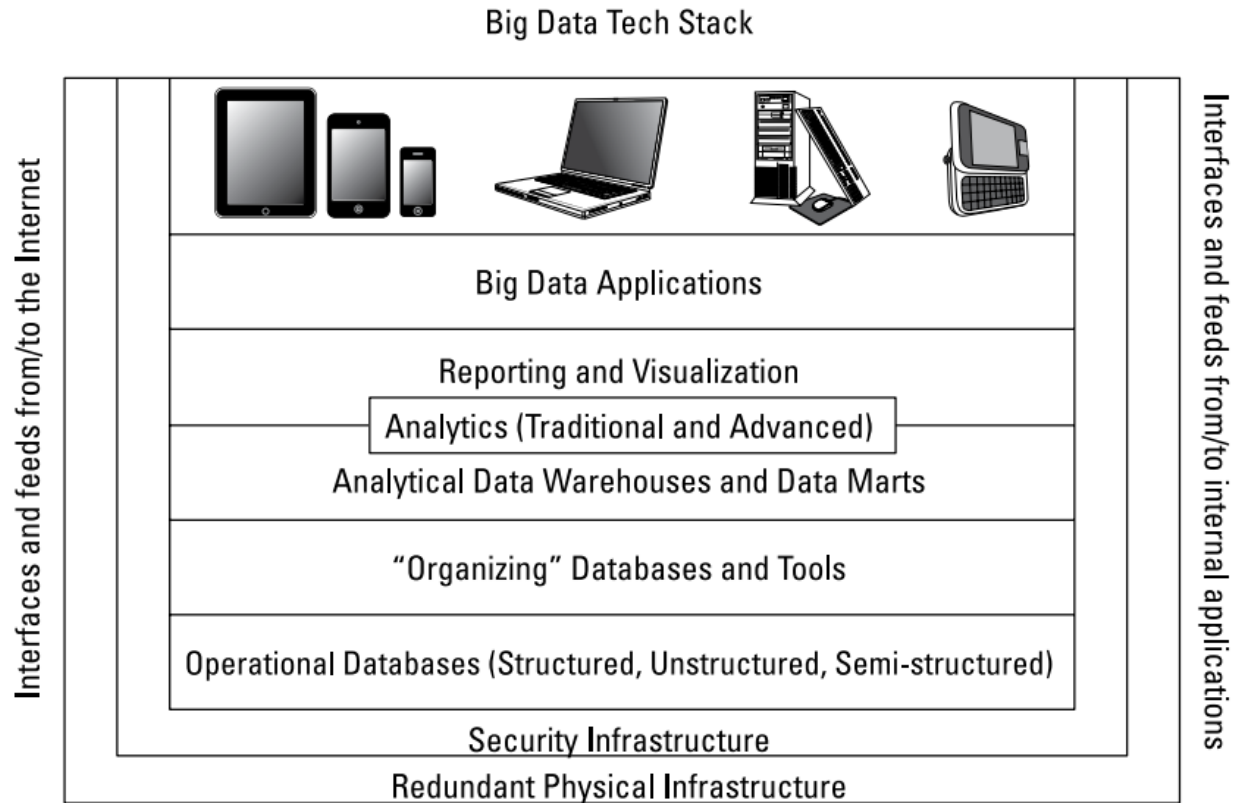 Big Data Tech Stack
Interfaces and feeds from/to the Internet
Big Data Applications
Reporting and Visualization
Analytics (Traditional and Advanced)
Analytical Data Warehouses and Data Marts
“Organizing” Databases and Tools
Operational Databases (Structured, Unstructured, Semi-structured)
Security Infrastructure
Redundant Physical Infrastructure
Interfaces and feeds from/to internal applications